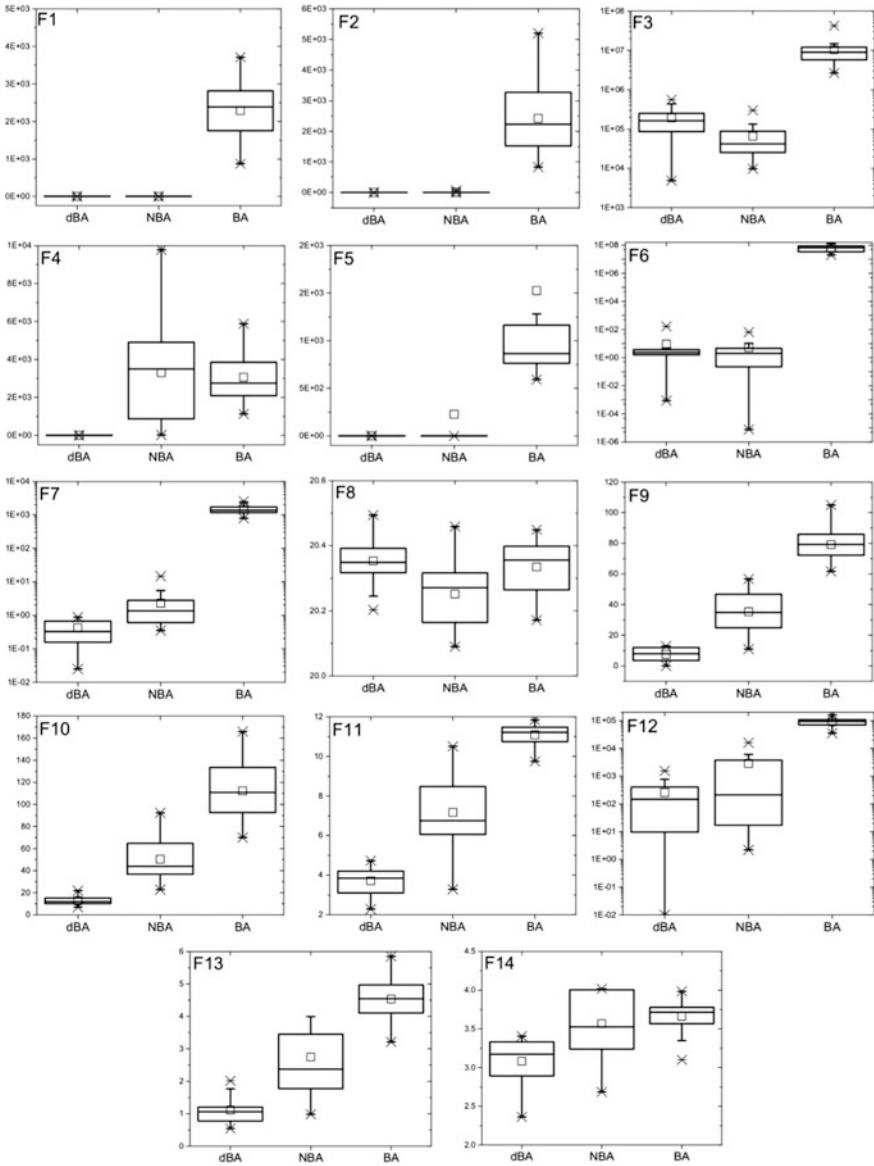 F1
5E+03
4E+03
3E+03
2E+03
1E+03
0E+00
dBA NBA BA
F2
6E+03
5E+03
4E+03
3E+03
2E+03
1E+03
0E+00
dBA NBA BA
F3
1E+08
1E+07
1E+06
1E+05
1E+04
1E+03
dBA NBA BA
F4
1E+04
8E+03
6E+03
4E+03
2E+03
0E+00
dBA NBA BA
F5
2E+03
2E+03
1E+03
5E+02
0E+00
dBA NBA BA
F6
1E+08
1E+06
1E+04
1E+02
1E+00
1E-02
1E-04
1E-06
dBA NBA BA
F7
1E+04
1E+03
1E+02
1E+01
1E+00
1E-01
1E-02
dBA NBA BA
F8
20.6
20.4
20.2
20.0
dBA NBA BA
F9
120
100
80
60
40
20
0
dBA NBA BA
F10
180
160
140
120
100
80
60
40
20
0
dBA NBA BA
F11
12
10
8
6
4
2
dBA NBA BA
F12
1E+05
1E+04
1E+03
1E+02
1E+01
1E+00
1E-01
1E-02
dBA NBA BA
F13
6
5
4
3
2
1
0
dBA NBA BA
F14
4.5
4.0
3.5
3.0
2.5
2.0
dBA NBA BA